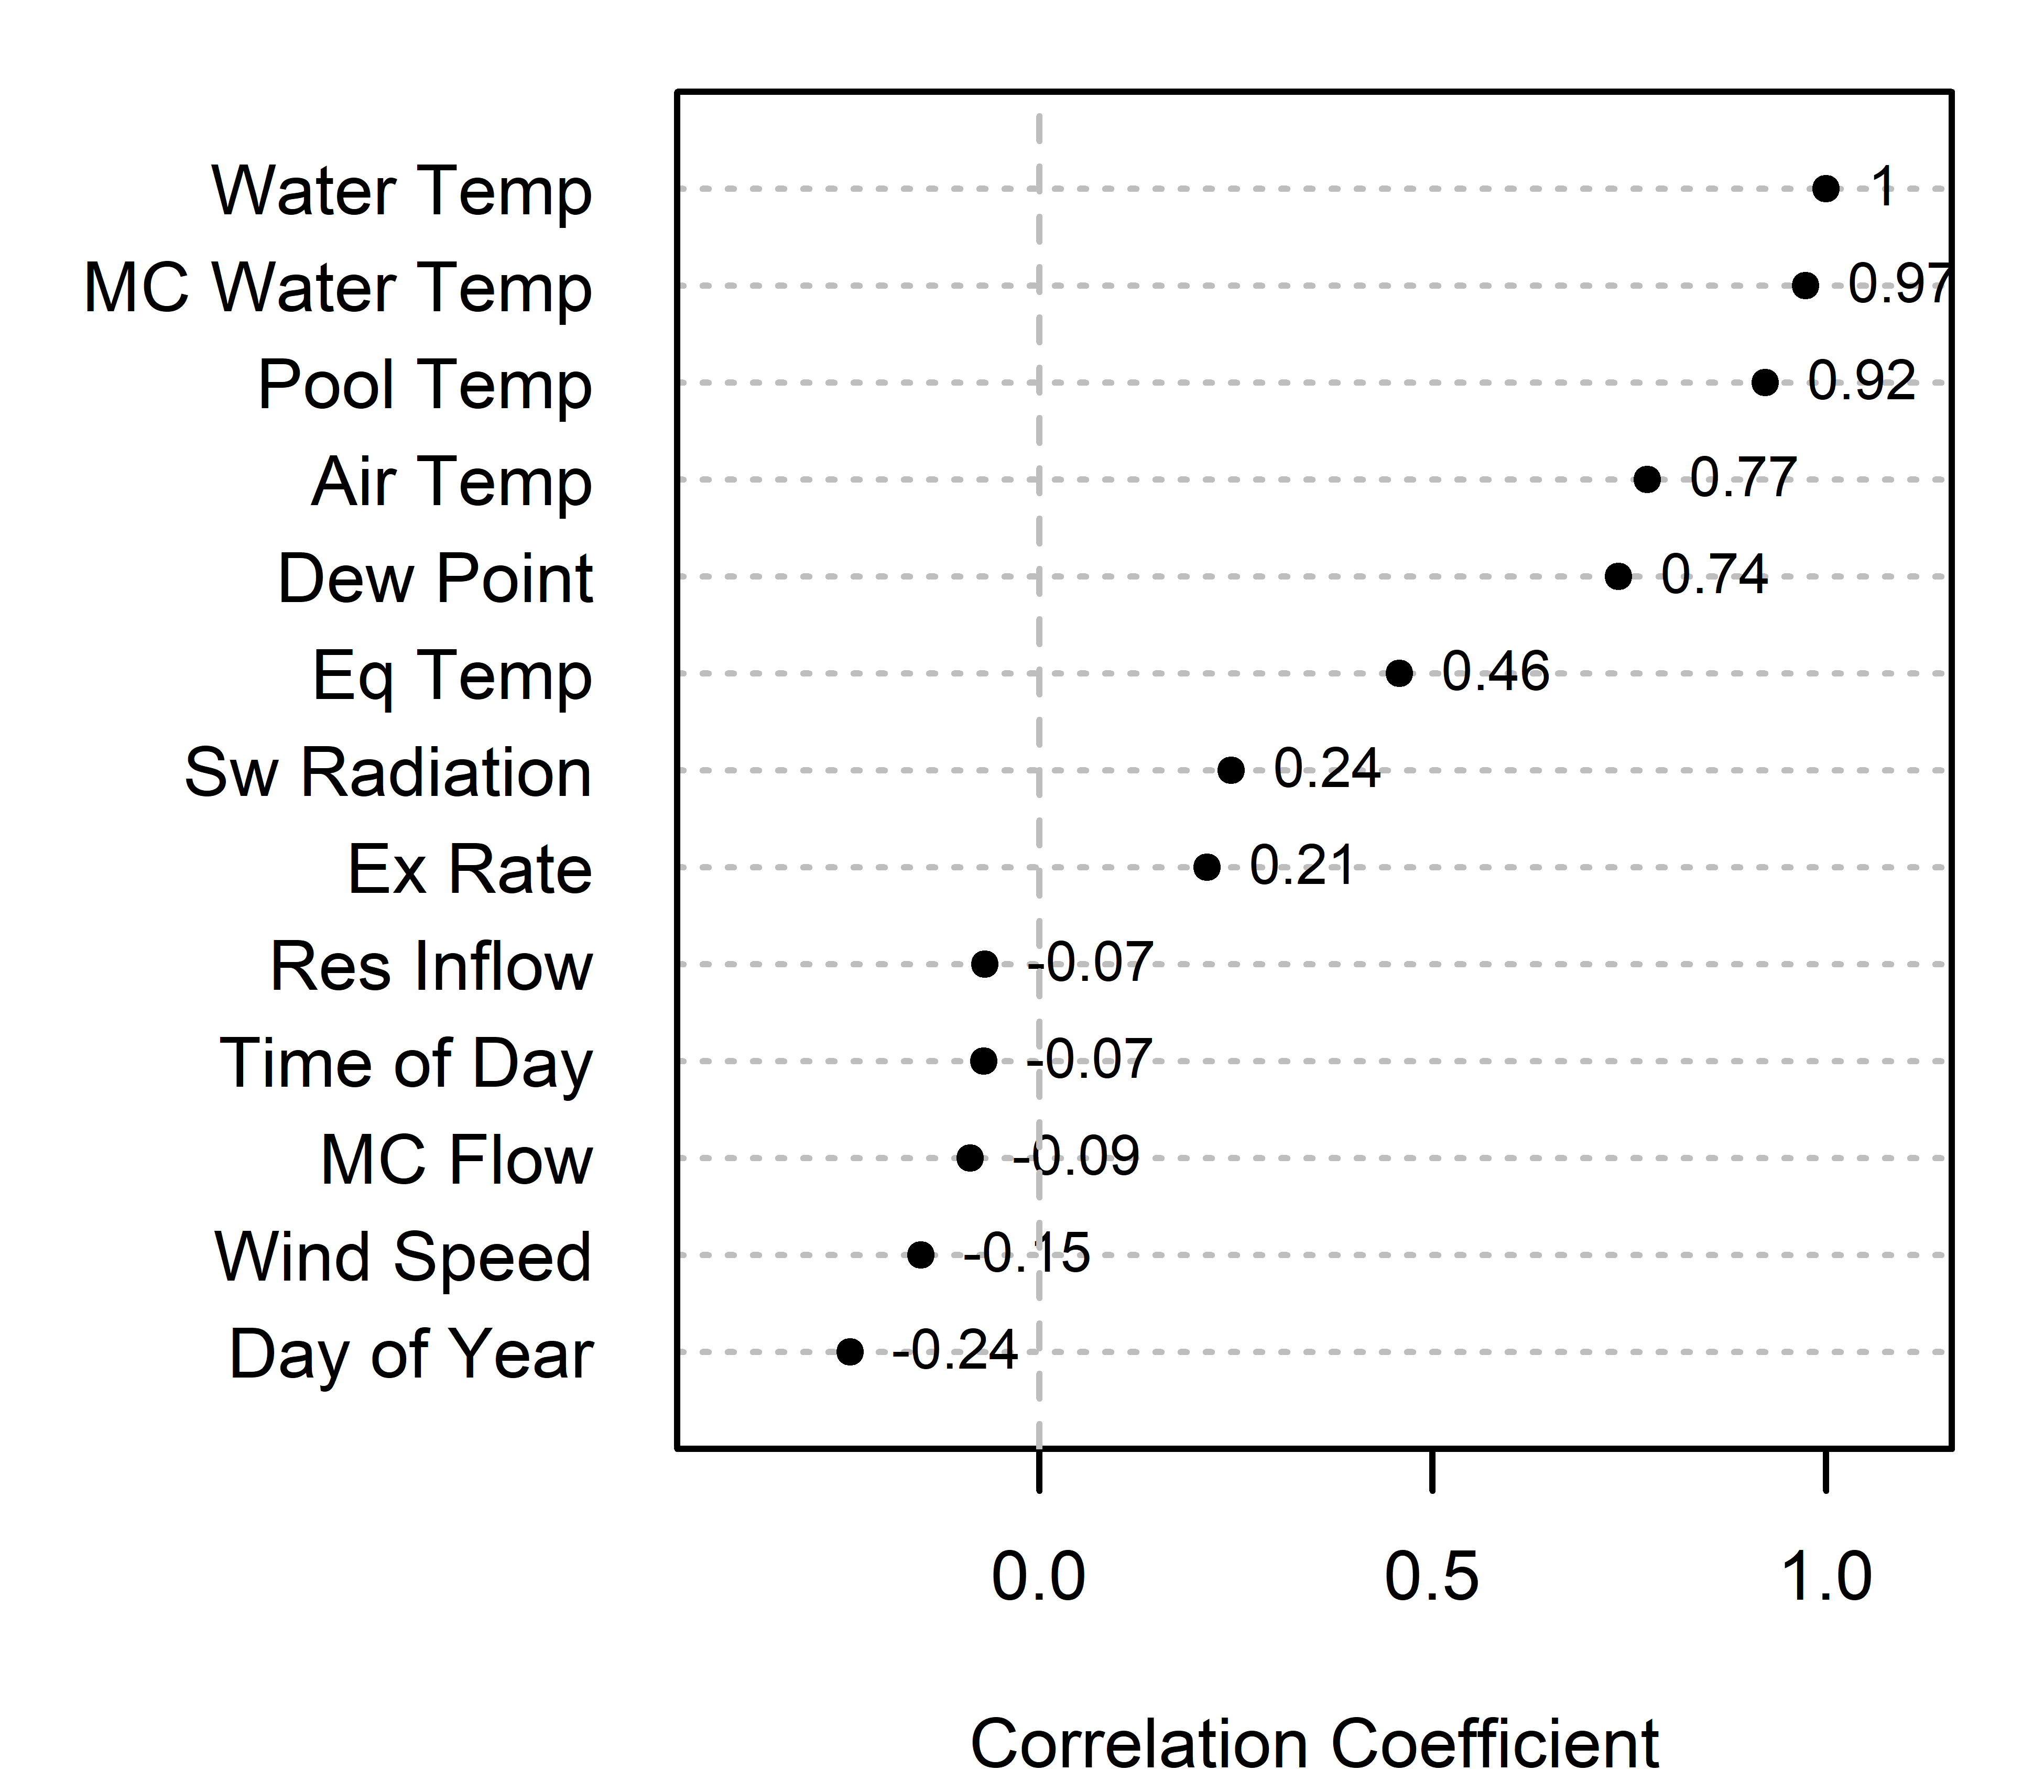 Water Temp 1
MC Water Temp 0.97
Pool Temp 0.92
Air Temp 0.77
Dew Point 0.74
Eq Temp 0.46
Sw Radiation 0.24
Ex Rate 0.21
Res Inflow -0.07
Time of Day -0.07
MC Flow -0.09
Wind Speed -0.15
Day of Year -0.24
0.0 0.5 1.0
Correlation Coefficient